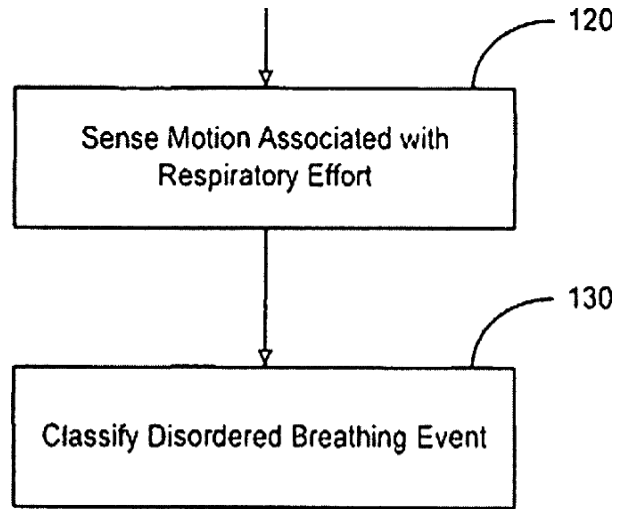 120
Sense Motion Associated with
Respiratory Effort
130
Classify Disordered Breathing Event